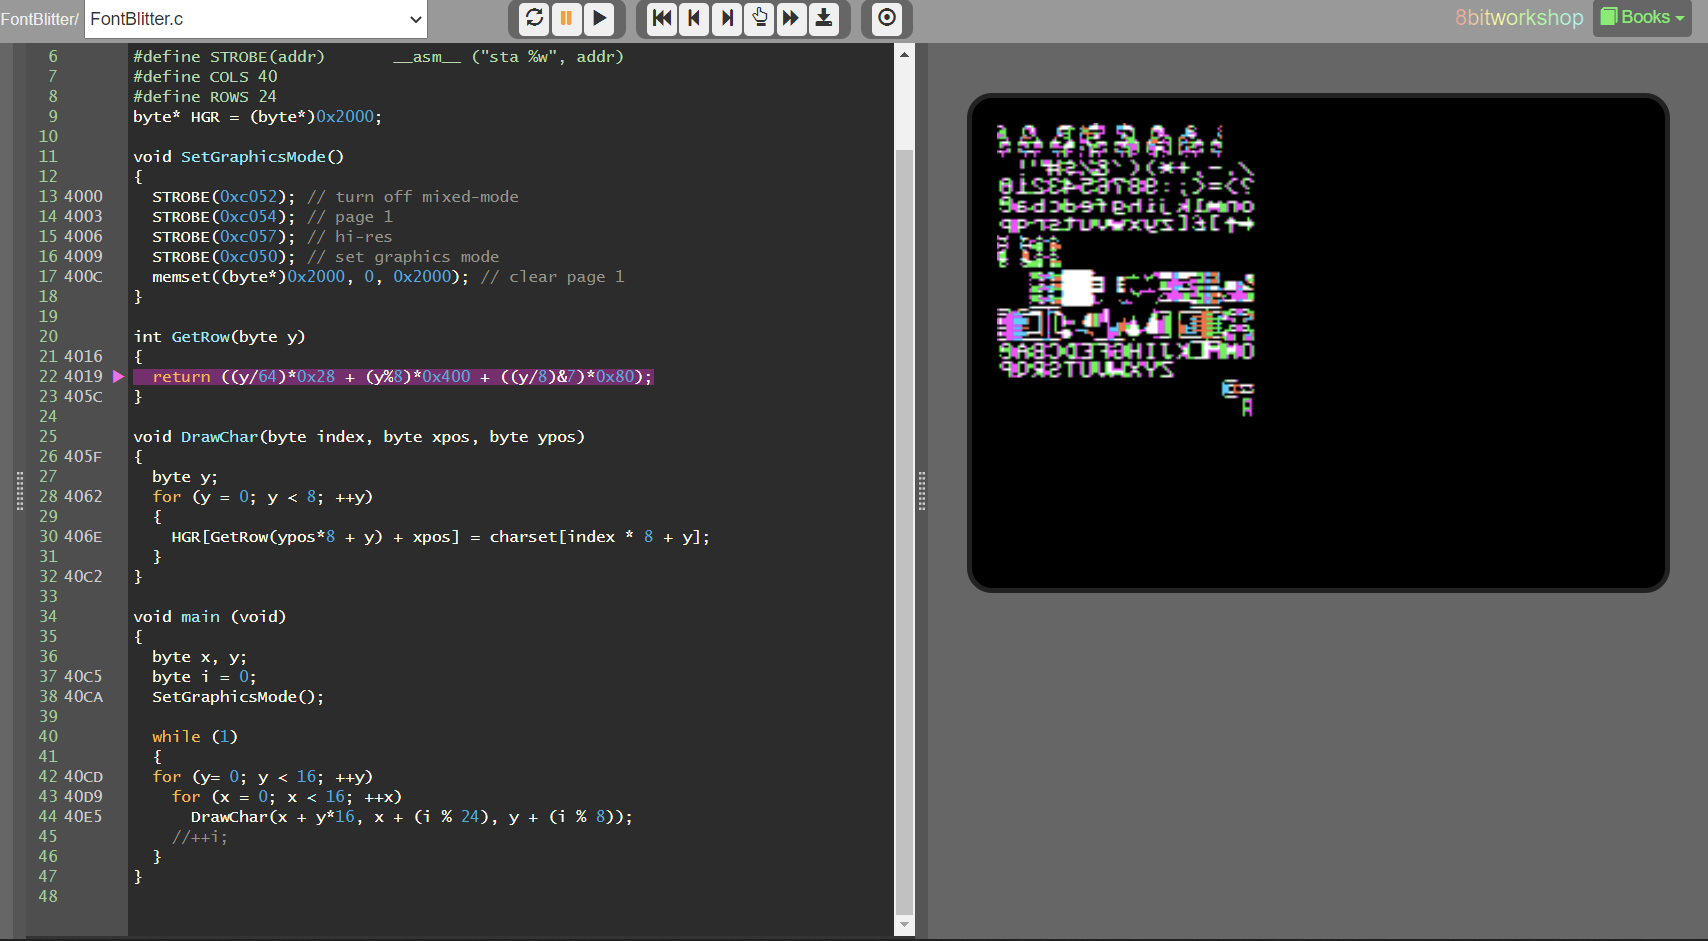 FontBlitter/ FontBlitter.c
8bitworkshop Books
6 #define STROBE(addr)       __asm__ ("sta %w", addr)
7 #define COLS 40
8 #define ROWS 24
9 byte* HGR = (byte*)0x2000;
10
11 void SetGraphicsMode()
12 {
13 4000   STROBE(0xc052); // turn off mixed-mode
14 4003   STROBE(0xc054); // page 1
15 4006   STROBE(0xc057); // hi-res
16 4009   STROBE(0xc050); // set graphics mode
17 400C   memset((byte*)0x2000, 0, 0x2000); // clear page 1
18 }
19
20 int GetRow(byte y)
21 4016 {
22 4019   return ((y/64)*0x28 + (y%8)*0x400 + ((y/8)&7)*0x80);
23 405C }
24
25 void DrawChar(byte index, byte xpos, byte ypos)
26 405F {
27   byte y;
28 4062   for (y = 0; y < 8; ++y)
29   {
30 406E     HGR[GetRow(ypos*8 + y) + xpos] = charset[index * 8 + y];
31   }
32 40C2 }
33
34 void main (void)
35 {
36   byte x, y;
37 40C5   byte i = 0;
38 40CA   SetGraphicsMode();
39
40   while (1)
41   {
42 40CD   for (y= 0; y < 16; ++y)
43 40D9     for (x = 0; x < 16; ++x)
44 40E5       DrawChar(x + y*16, x + (i % 24), y + (i % 8));
45     //++i;
46   }
47 }
48